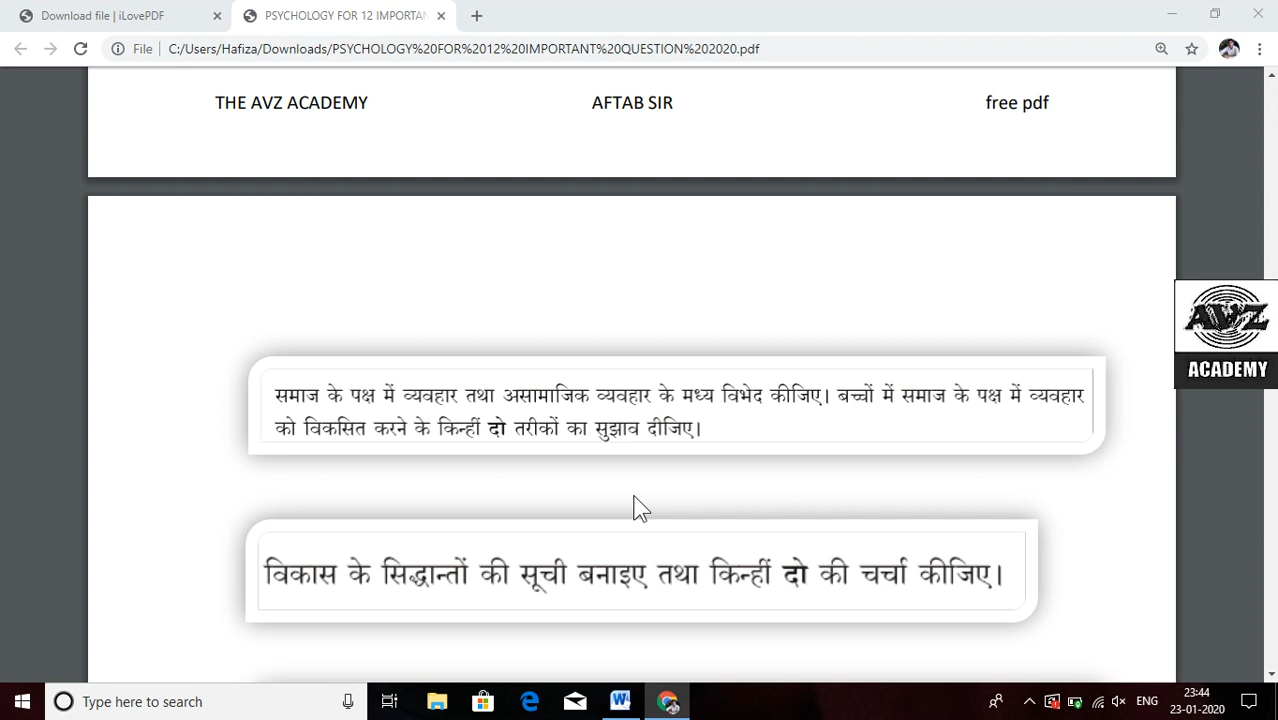 Download file | iLovePDF
PSYCHOLOGY FOR 12 IMPORTAN
File
C:/Users/Hafiza/Downloads/PSYCHOLOGY%20FOR%2012%20IMPORTANT%20QUESTION%202020.pdf
THE AVZ ACADEMY AFTAB SIR free pdf
AVZ
ACADEMY
समाज के पक्ष में व्यवहार तथा असामाजिक व्यवहार के मध्य विभेद कीजिए। बच्चों में समाज के पक्ष में व्यवहार
को विकसित करने के किन्हीं दो तरीकों का सुझाव दीजिए।
विकास के सिद्धान्तों की सूची बनाइए तथा किन्हीं दो की चर्चा कीजिए।
Type here to search
ENG
23:44
23-01-2020